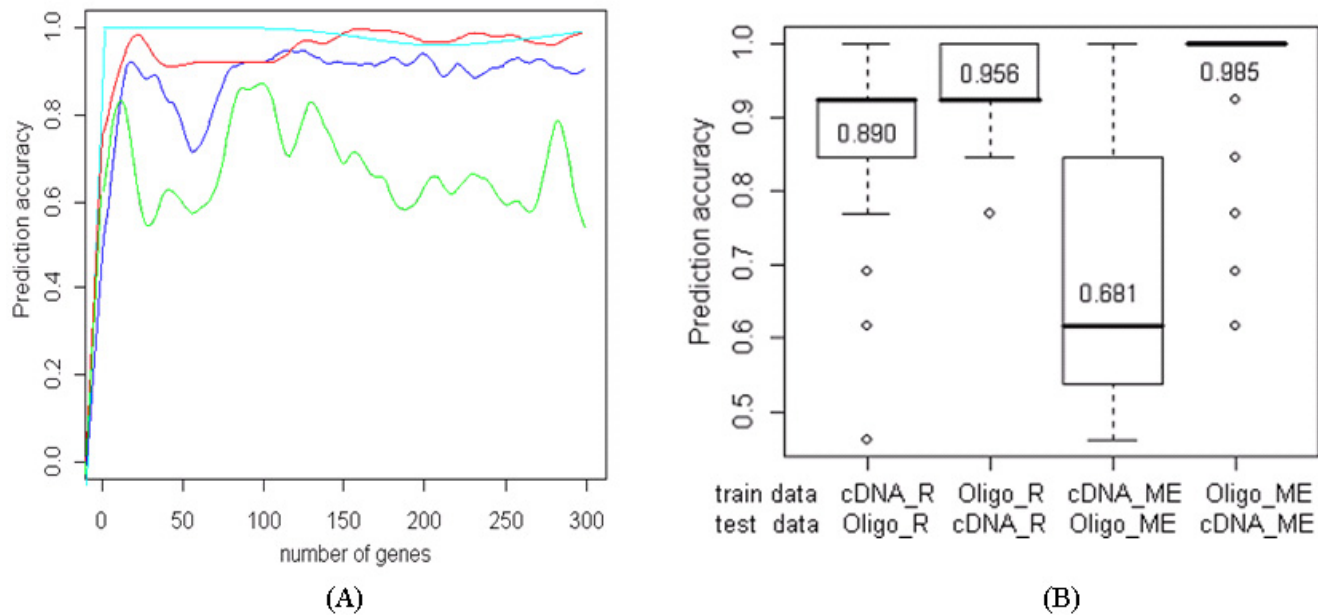 Prediction accuracy
1.0
0.8
0.6
0.4
0.2
0.0
0 50 100 150 200 250 300
number of genes
(A)
Prediction accuracy
1.0
0.9
0.8
0.7
0.6
0.5
0.890
0.956
0.681
0.985
train data cDNA_R Oligo_R cDNA_ME Oligo_ME
test data Oligo_R cDNA_R Oligo_ME cDNA_ME
(B)